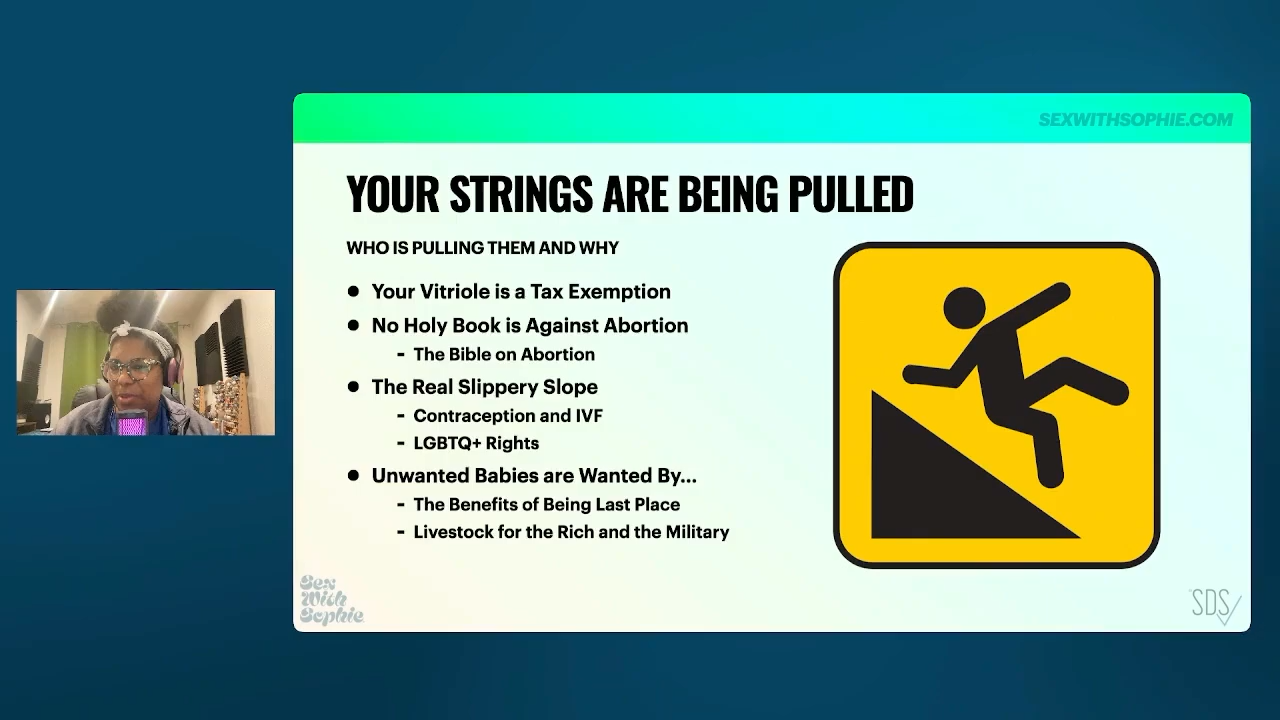 SEXWITHSOPHIE.COM
YOUR STRINGS ARE BEING PULLED
WHO IS PULLING THEM AND WHY
● Your Vitriole is a Tax Exemption
● No Holy Book is Against Abortion
- The Bible on Abortion
● The Real Slippery Slope
- Contraception and IVF
- LGBTQ+ Rights
● Unwanted Babies are Wanted By...
- The Benefits of Being Last Place
- Livestock for the Rich and the Military
Sex
With
Sophie
SDS